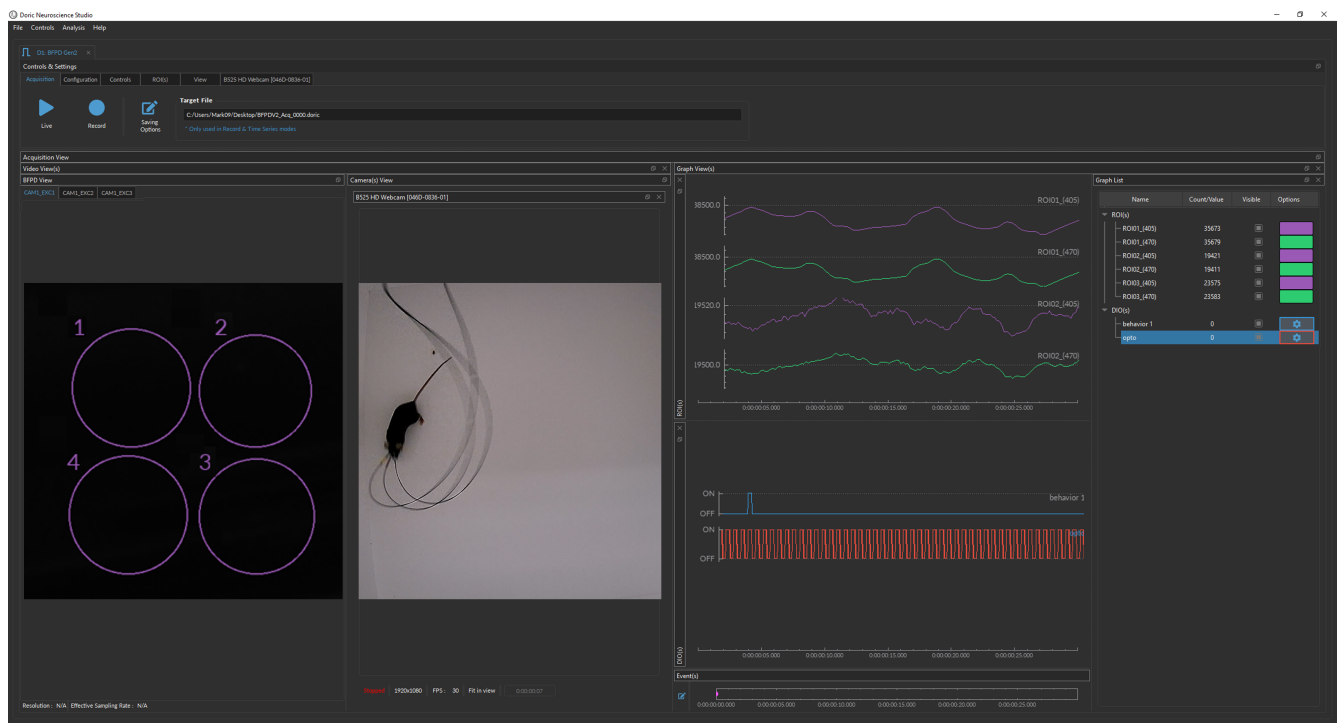 Doric Neuroscience Studio
File Controls Analysis Help
D1: BFPD Gen2 ×
Controls & Settings
Acquisition Configuration Controls ROI(s) View B525 HD Webcam [046D-0836-01]
Target File
C:/Users/Mark09/Desktop/BFPDV2_Acq_0000.doric
* Only used in Record & Time Series modes
Live Record Saving Options
Acquisition View
Video View(s)
BFPD View
CAM1_EXC1 CAM1_EXC2 CAM1_EXC3
1 2
4 3
Resolution : N/A Effective Sampling Rate : N/A
Camera(s) View
B525 HD Webcam [046D-0836-01]
Stopped 1920x1080 FPS : 30 Fit in view 0:00:00:07
Graph View(s)
38500.0 ROI01_(405)
38500.0 ROI01_(470)
19520.0 ROI02_(405)
19500.0 ROI02_(470)
ROI(s)
0:00:00:05.000 0:00:00:10.000 0:00:00:15.000 0:00:00:20.000 0:00:00:25.000
ON behavior 1
OFF
ON opto
OFF
DIO(s)
0:00:00:05.000 0:00:00:10.000 0:00:00:15.000 0:00:00:20.000 0:00:00:25.000
Event(s)
0:00:00:00.000 0:00:00:05.000 0:00:00:10.000 0:00:00:15.000 0:00:00:20.000 0:00:00:25.000
Graph List
Name Count/Value Visible Options
ROI(s)
ROI01_(405) 35673
ROI01_(470) 35679
ROI02_(405) 19421
ROI02_(470) 19411
ROI03_(405) 23575
ROI03_(470) 23583
DIO(s)
behavior 1 0
opto 0